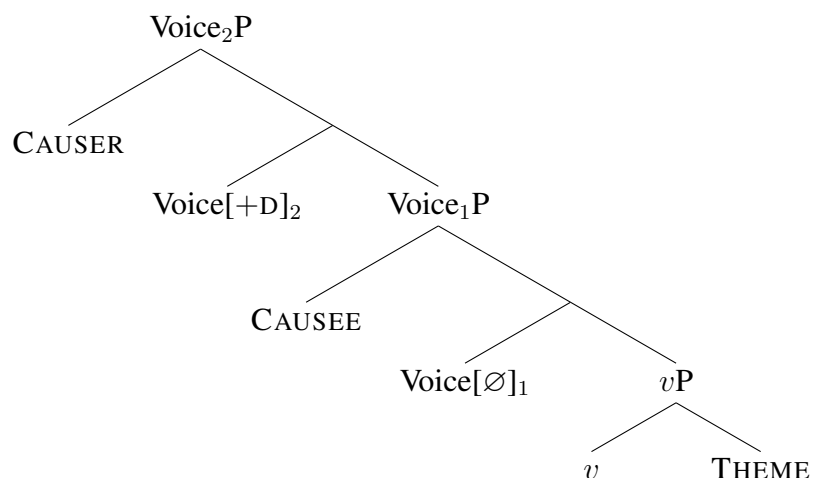 Voice₂P
CAUSER
Voice[+D]₂ Voice₁P
CAUSEE
Voice[∅]₁ vP
v THEME